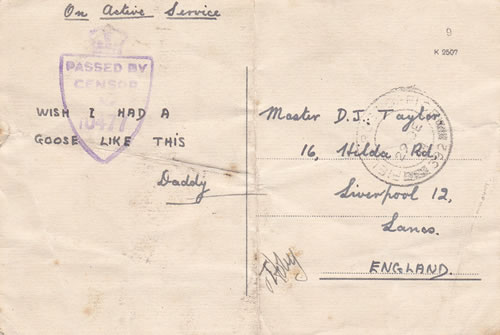 On Active Service
PASSED BY
CENSOR
WISH I HAD A
GOOSE LIKE THIS
Daddy
K 2507
Master D.J. Taylor,
16, Hilda Rd,
Liverpool 12,
Lancs.
ENGLAND.